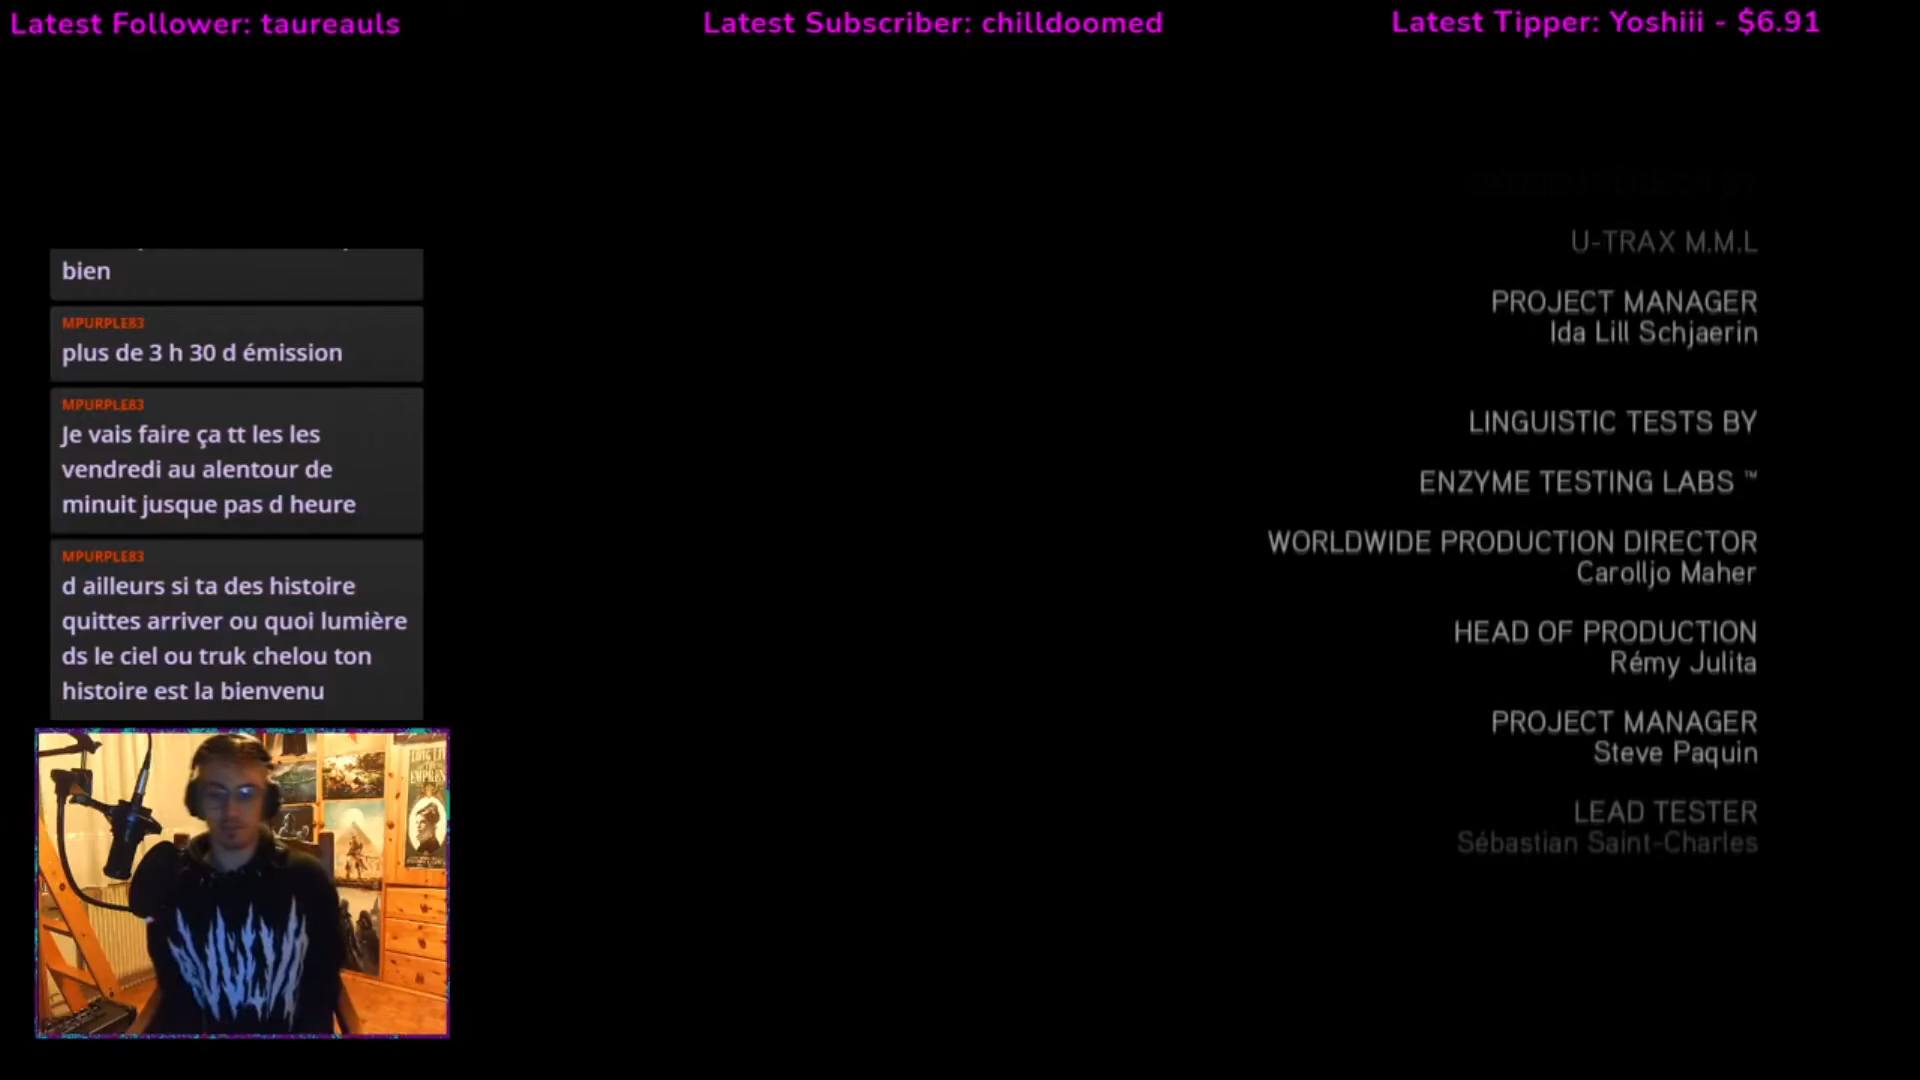 Latest Follower: taureauls
Latest Subscriber: chilldoomed
Latest Tipper: Yoshiii - $6.91
bien
MPURPLE83
plus de 3 h 30 d émission
MPURPLE83
Je vais faire ça tt les les
vendredi au alentour de
minuit jusque pas d heure
MPURPLE83
d ailleurs si ta des histoire
quittes arriver ou quoi lumière
ds le ciel ou truk chelou ton
histoire est la bienvenu
U-TRAX M.M.L
PROJECT MANAGER
Ida Lill Schjaerin
LINGUISTIC TESTS BY
ENZYME TESTING LABS ™
WORLDWIDE PRODUCTION DIRECTOR
Carolljo Maher
HEAD OF PRODUCTION
Rémy Julita
PROJECT MANAGER
Steve Paquin
LEAD TESTER
Sébastian Saint-Charles